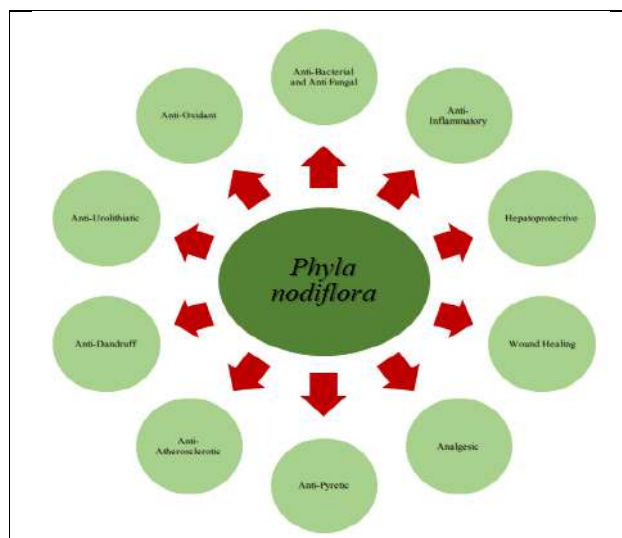 Phyla
nodiflora
Anti-Bacterial
and Anti Fungal
Anti-
Inflammatory
Hepatoprotective
Wound Healing
Analgesic
Anti-Pyretic
Anti-
Atherosclerotic
Anti-Dandruff
Anti-Urolithiatic
Anti-Oxidant